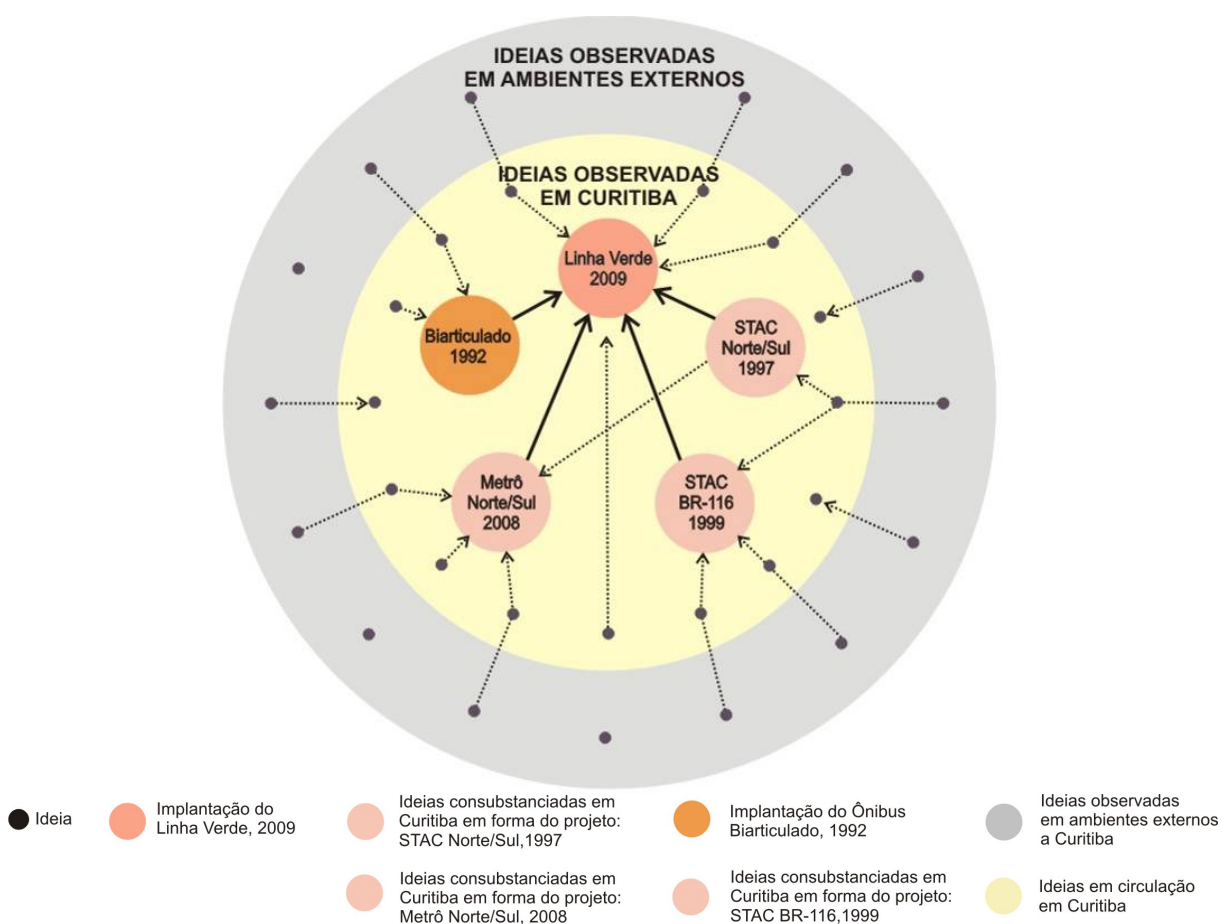 IDEIAS OBSERVADAS
EM AMBIENTES EXTERNOS
IDEIAS OBSERVADAS
EM CURITIBA
Linha Verde
2009
Biarticulado
1992
STAC
Norte/Sul
1997
Metrô
Norte/Sul
2008
STAC
BR-116
1999
Ideia
Implantação do
Linha Verde, 2009
Ideias consubstanciadas em
Curitiba em forma do projeto:
STAC Norte/Sul,1997
Implantação do Ônibus
Biarticulado, 1992
Ideias observadas
em ambientes externos
a Curitiba
Ideias consubstanciadas em
Curitiba em forma do projeto:
Metrô Norte/Sul, 2008
Ideias consubstanciadas em
Curitiba em forma do projeto:
STAC BR-116,1999
Ideias em circulação
em Curitiba